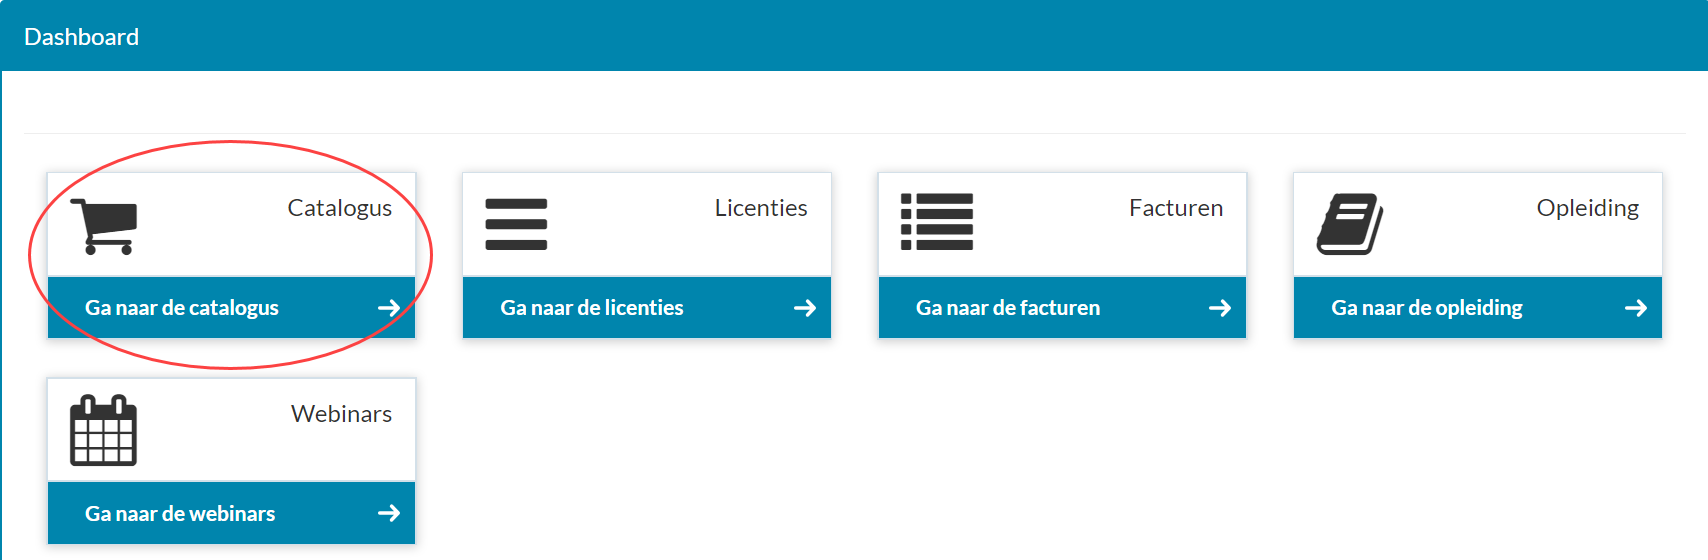 Dashboard
Catalogus
Ga naar de catalogus
Licenties
Ga naar de licenties
Facturen
Ga naar de facturen
Opleiding
Ga naar de opleiding
Webinars
Ga naar de webinars